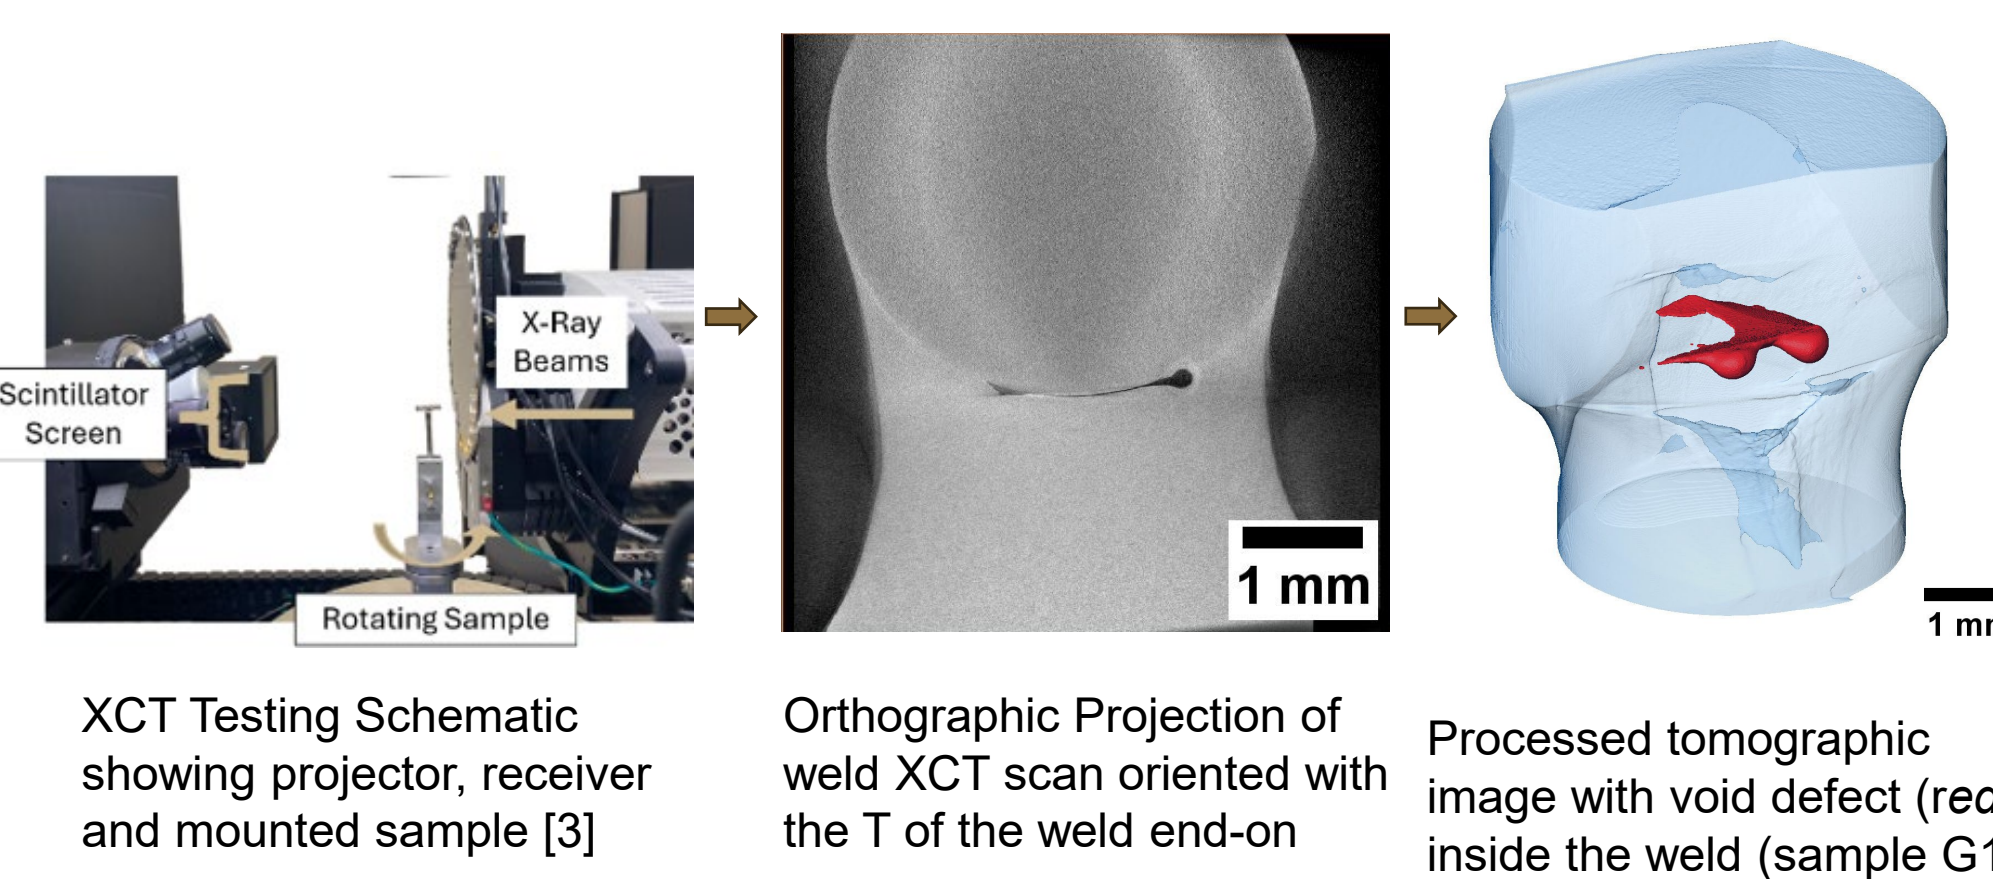 X-Ray
Beams
Scintillator
Screen
Rotating Sample
1 mm
1 m
XCT Testing Schematic
showing projector, receiver
and mounted sample [3]
Orthographic Projection of
weld XCT scan oriented with
the T of the weld end-on
Processed tomographic
image with void defect (red
inside the weld (sample G1